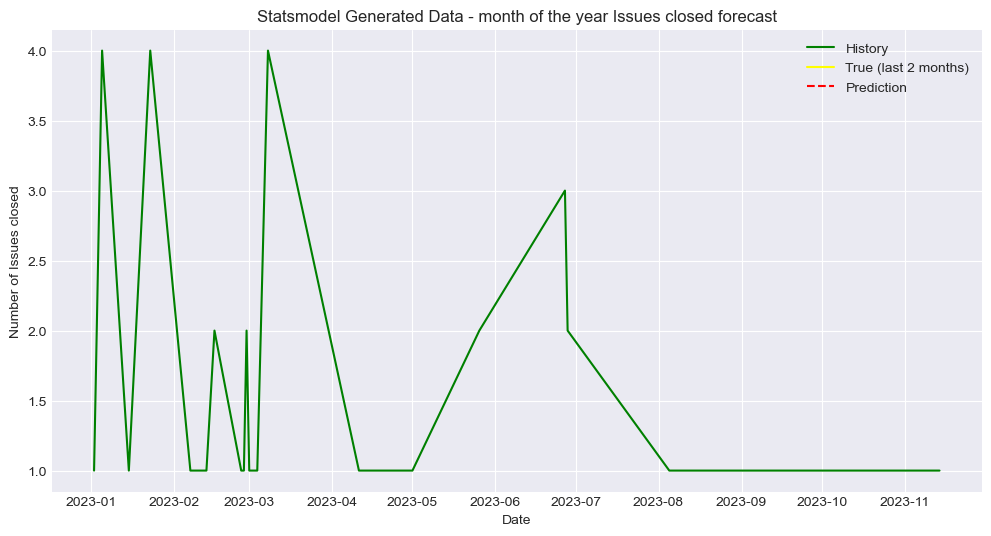 Statsmodel Generated Data - month of the year Issues closed forecast
History
True (last 2 months)
Prediction
Number of Issues closed
4.0
3.5
3.0
2.5
2.0
1.5
1.0
2023-01 2023-02 2023-03 2023-04 2023-05 2023-06 2023-07 2023-08 2023-09 2023-10 2023-11
Date